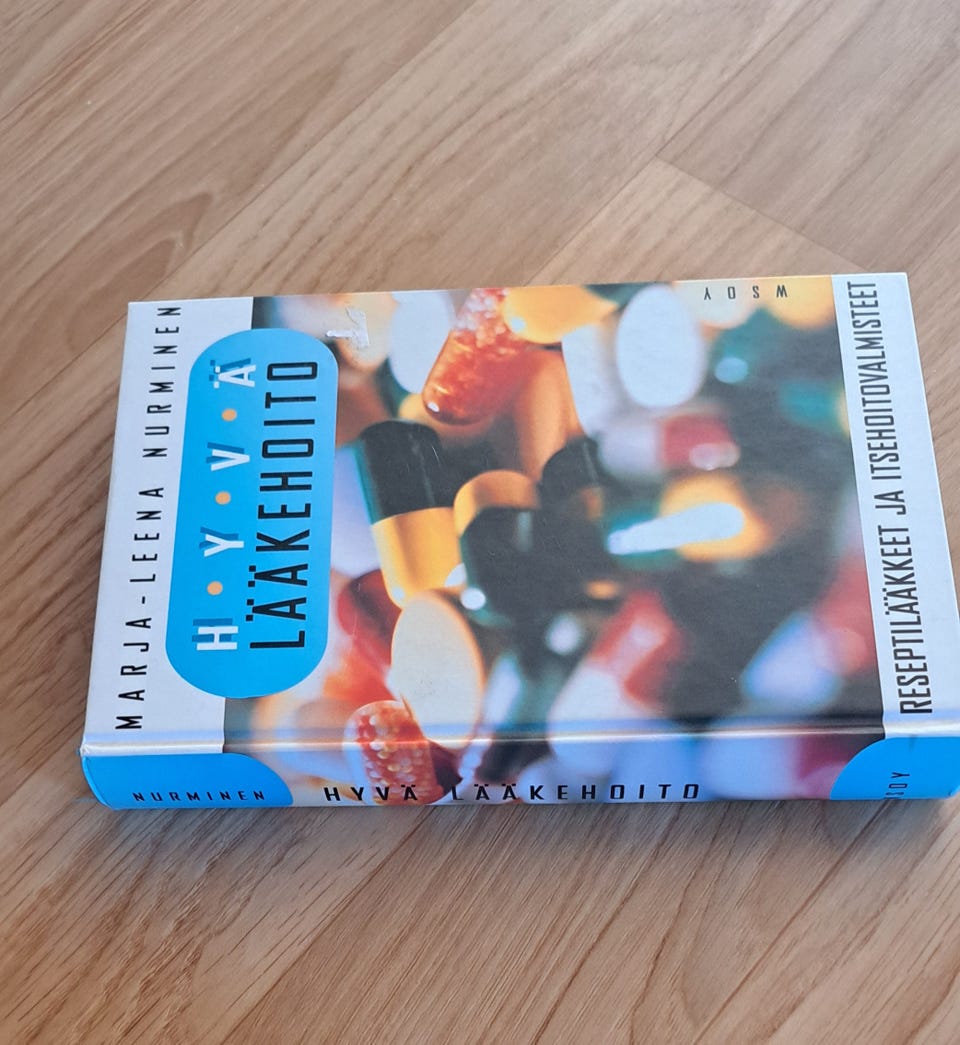 MARJA-LEENA NURMINEN
H•Y•V•Ä
LÄÄKEHOITO
WSOY
RESEPTILÄÄKKEET JA ITSEHOITOVALMISTEET
NURMINEN
HYVÄ LÄÄKEHOITO
WSOY